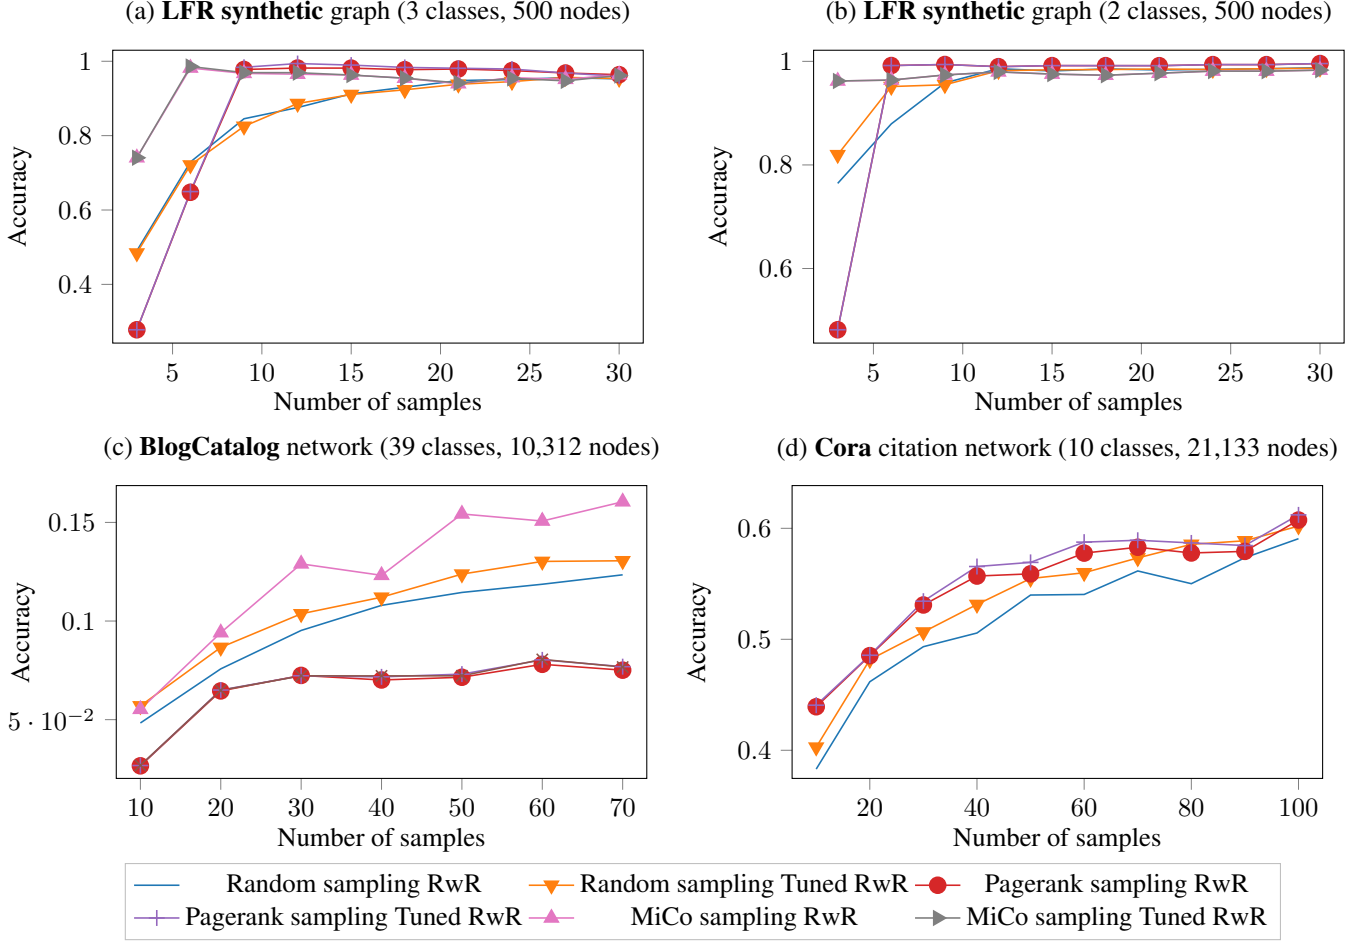 (a) LFR synthetic graph (3 classes, 500 nodes)
(b) LFR synthetic graph (2 classes, 500 nodes)
1
0.8
0.6
0.4
Accuracy
5 10 15 20 25 30
Number of samples
1
0.8
0.6
Accuracy
5 10 15 20 25 30
Number of samples
(c) BlogCatalog network (39 classes, 10,312 nodes)
(d) Cora citation network (10 classes, 21,133 nodes)
0.15
0.1
5 · 10−2
Accuracy
10 20 30 40 50 60 70
Number of samples
0.6
0.5
0.4
Accuracy
20 40 60 80 100
Number of samples
Random sampling RwR Random sampling Tuned RwR Pagerank sampling RwR
Pagerank sampling Tuned RwR MiCo sampling RwR MiCo sampling Tuned RwR